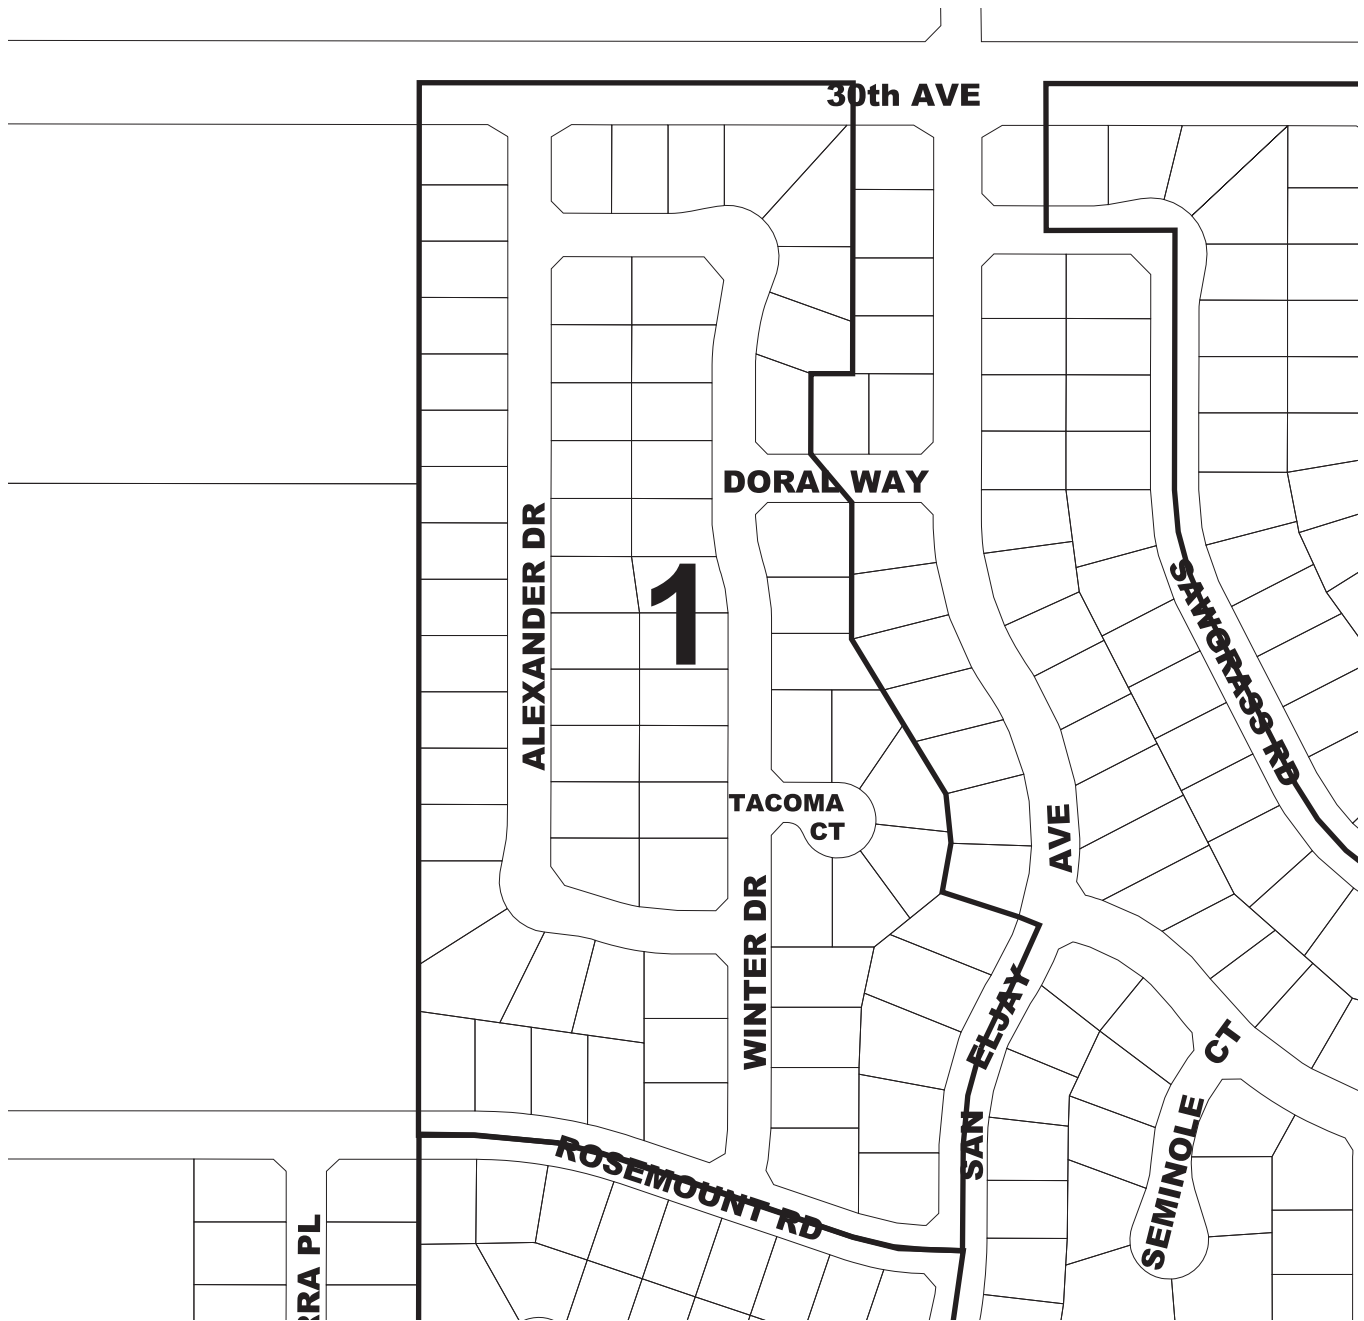 30th AVE
DORAL WAY
ALEXANDER DR
1
SAWGRASS RD
TACOMA
CT
AVE
WINTER DR
ELJAY
SAN
CT
SEMINOLE
ROSEMOUNT RD
RRA PL